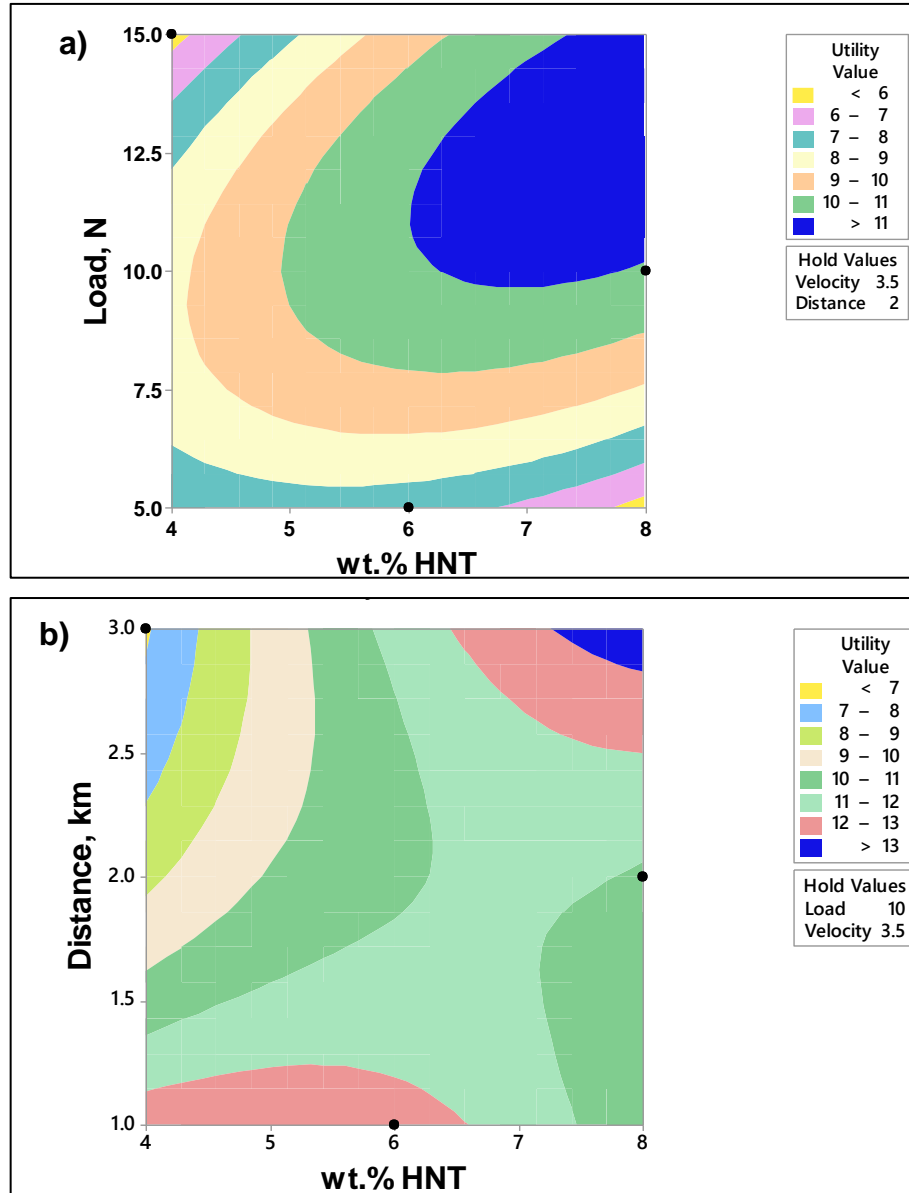 a)
15.0
12.5
10.0
7.5
5.0
Load, N
4 5 6 7 8
wt.% HNT
Utility
Value
< 6
6 – 7
7 – 8
8 – 9
9 – 10
10 – 11
> 11
Hold Values
Velocity 3.5
Distance 2
b)
3.0
2.5
2.0
1.5
1.0
Distance, km
4 5 6 7 8
wt.% HNT
Utility
Value
< 7
7 – 8
8 – 9
9 – 10
10 – 11
11 – 12
12 – 13
> 13
Hold Values
Load 10
Velocity 3.5